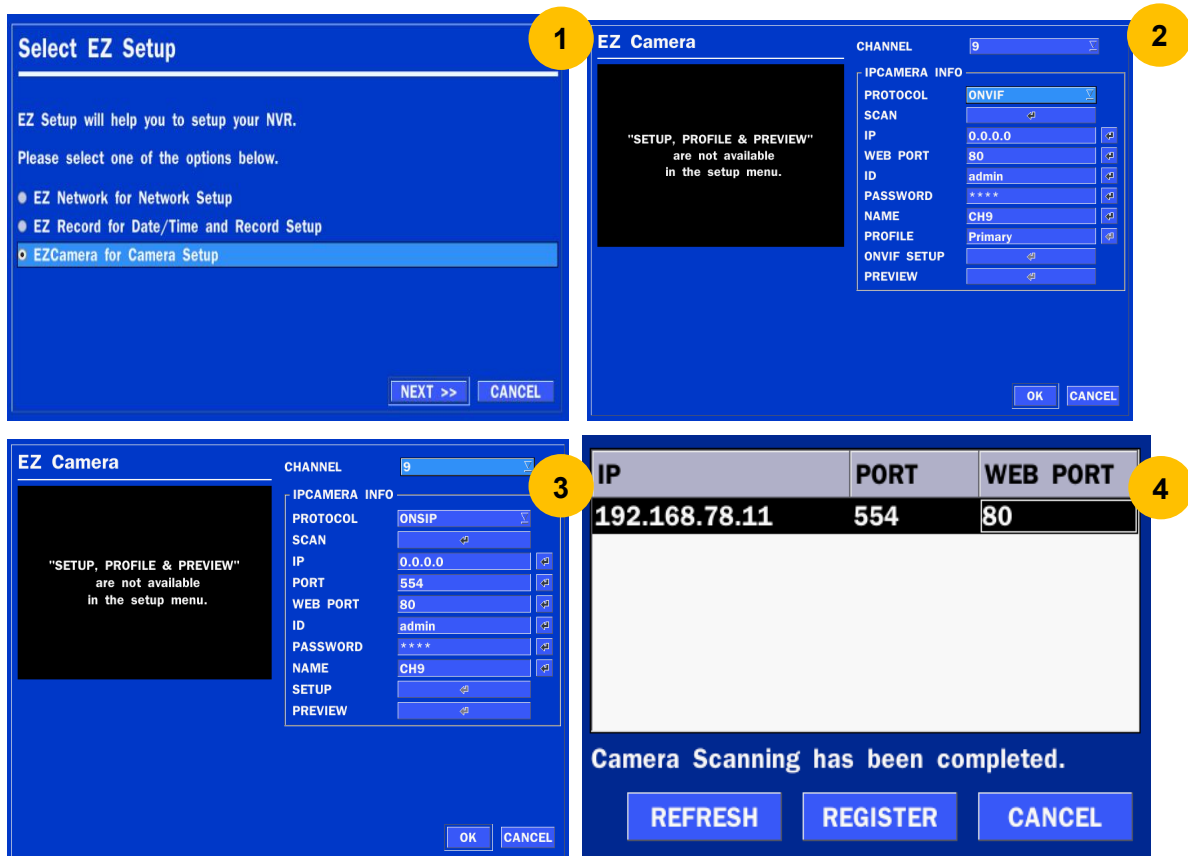 1
Select EZ Setup
EZ Setup will help you to setup your NVR.
Please select one of the options below.
EZ Network for Network Setup
EZ Record for Date/Time and Record Setup
EZCamera for Camera Setup
NEXT >> CANCEL
2
EZ Camera
"SETUP, PROFILE & PREVIEW"
are not available
in the setup menu.
CHANNEL 9
IPCAMERA INFO
PROTOCOL ONVIF
SCAN
IP 0.0.0.0
WEB PORT 80
ID admin
PASSWORD ****
NAME CH9
PROFILE Primary
ONVIF SETUP
PREVIEW
OK CANCEL
3
EZ Camera
"SETUP, PROFILE & PREVIEW"
are not available
in the setup menu.
CHANNEL 9
IPCAMERA INFO
PROTOCOL ONSIP
SCAN
IP 0.0.0.0
PORT 554
WEB PORT 80
ID admin
PASSWORD ****
NAME CH9
SETUP
PREVIEW
OK CANCEL
4
IP PORT WEB PORT
192.168.78.11 554 80
Camera Scanning has been completed.
REFRESH REGISTER CANCEL